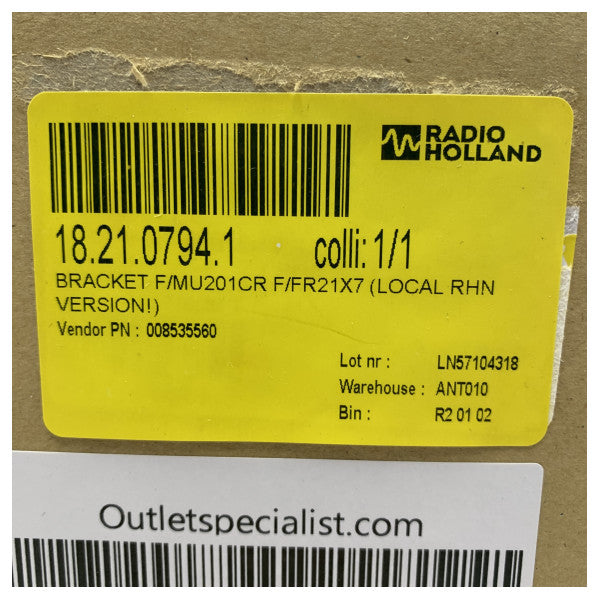 RADIO
HOLLAND
18.21.0794.1 colli: 1/1
BRACKET F/MU201CR F/FR21X7 (LOCAL RHN
VERSION!)
Vendor PN : 008535560
Lot nr : LN57104318
Warehouse : ANT010
Bin : R2 01 02
Outletspecialist.com